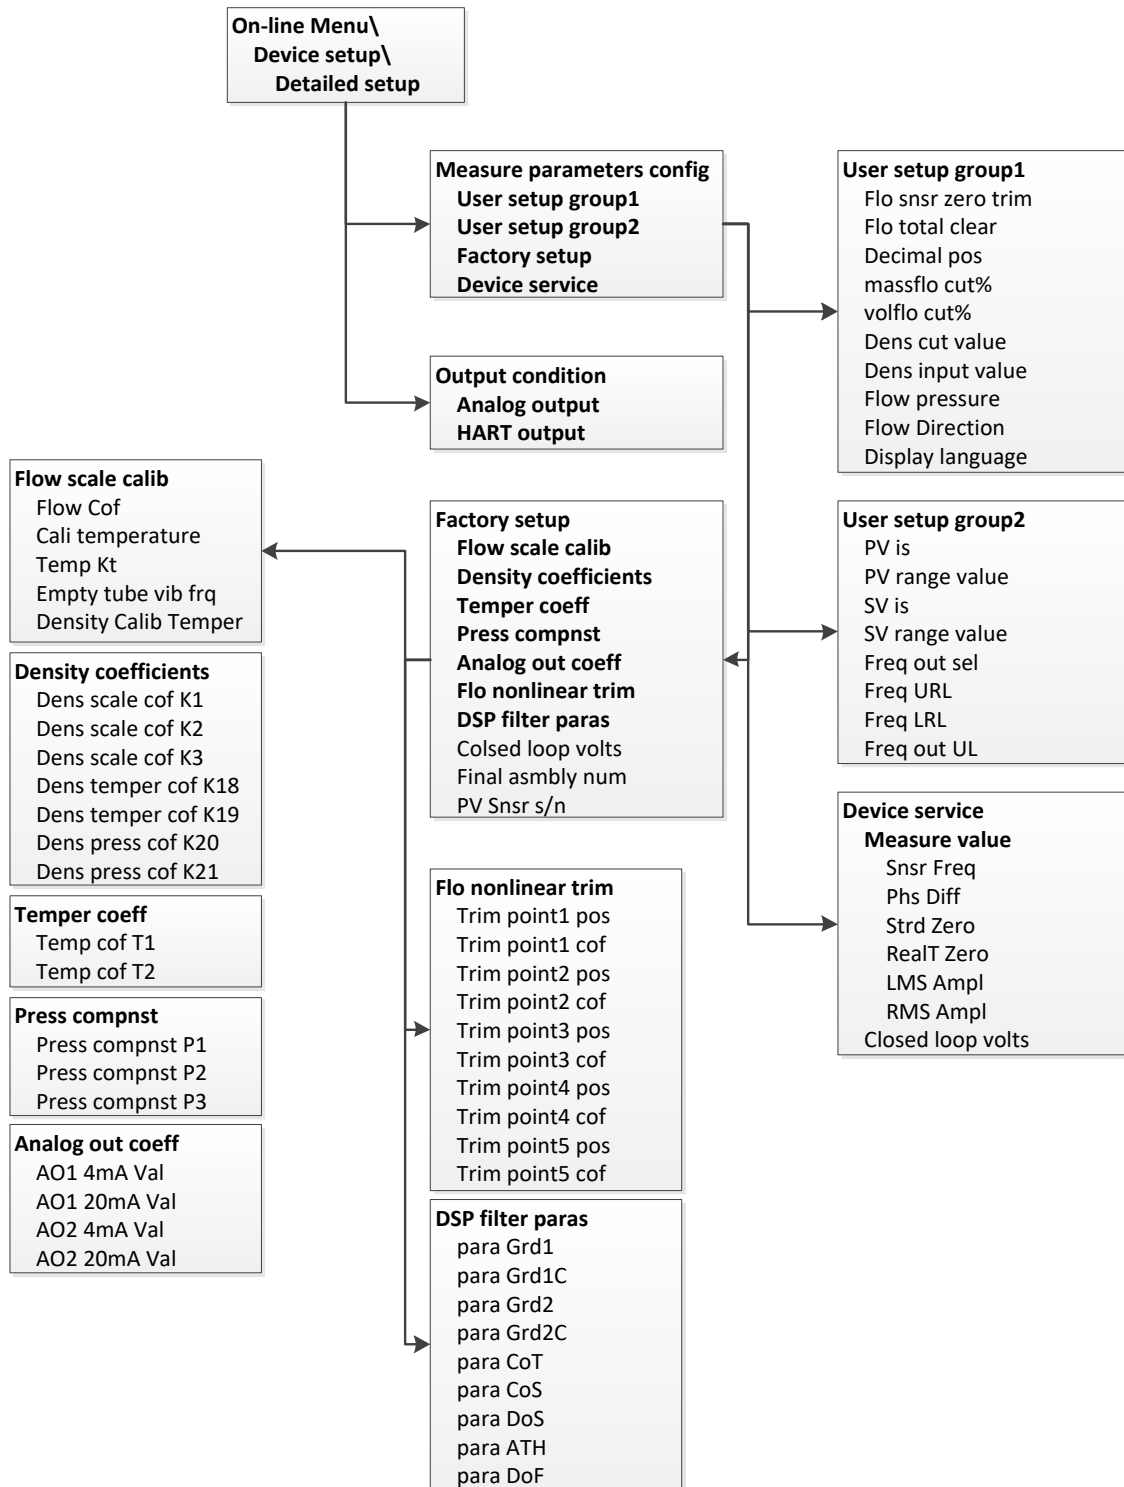 On-line Menu\
Device setup\
Detailed setup
Measure parameters config
User setup group1
User setup group2
Factory setup
Device service
Output condition
Analog output
HART output
Factory setup
Flow scale calib
Density coefficients
Temper coeff
Press compnst
Analog out coeff
Flo nonlinear trim
DSP filter paras
Colsed loop volts
Final asmbly num
PV Snsr s/n
User setup group1
Flo snsr zero trim
Flo total clear
Decimal pos
massflo cut%
volflo cut%
Dens cut value
Dens input value
Flow pressure
Flow Direction
Display language
User setup group2
PV is
PV range value
SV is
SV range value
Freq out sel
Freq URL
Freq LRL
Freq out UL
Device service
Measure value
Snsr Freq
Phs Diff
Strd Zero
RealT Zero
LMS Ampl
RMS Ampl
Closed loop volts
Flow scale calib
Flow Cof
Cali temperature
Temp Kt
Empty tube vib frq
Density Calib Temper
Density coefficients
Dens scale cof K1
Dens scale cof K2
Dens scale cof K3
Dens temper cof K18
Dens temper cof K19
Dens press cof K20
Dens press cof K21
Temper coeff
Temp cof T1
Temp cof T2
Press compnst
Press compnst P1
Press compnst P2
Press compnst P3
Analog out coeff
AO1 4mA Val
AO1 20mA Val
AO2 4mA Val
AO2 20mA Val
Flo nonlinear trim
Trim point1 pos
Trim point1 cof
Trim point2 pos
Trim point2 cof
Trim point3 pos
Trim point3 cof
Trim point4 pos
Trim point4 cof
Trim point5 pos
Trim point5 cof
DSP filter paras
para Grd1
para Grd1C
para Grd2
para Grd2C
para CoT
para CoS
para DoS
para ATH
para DoF